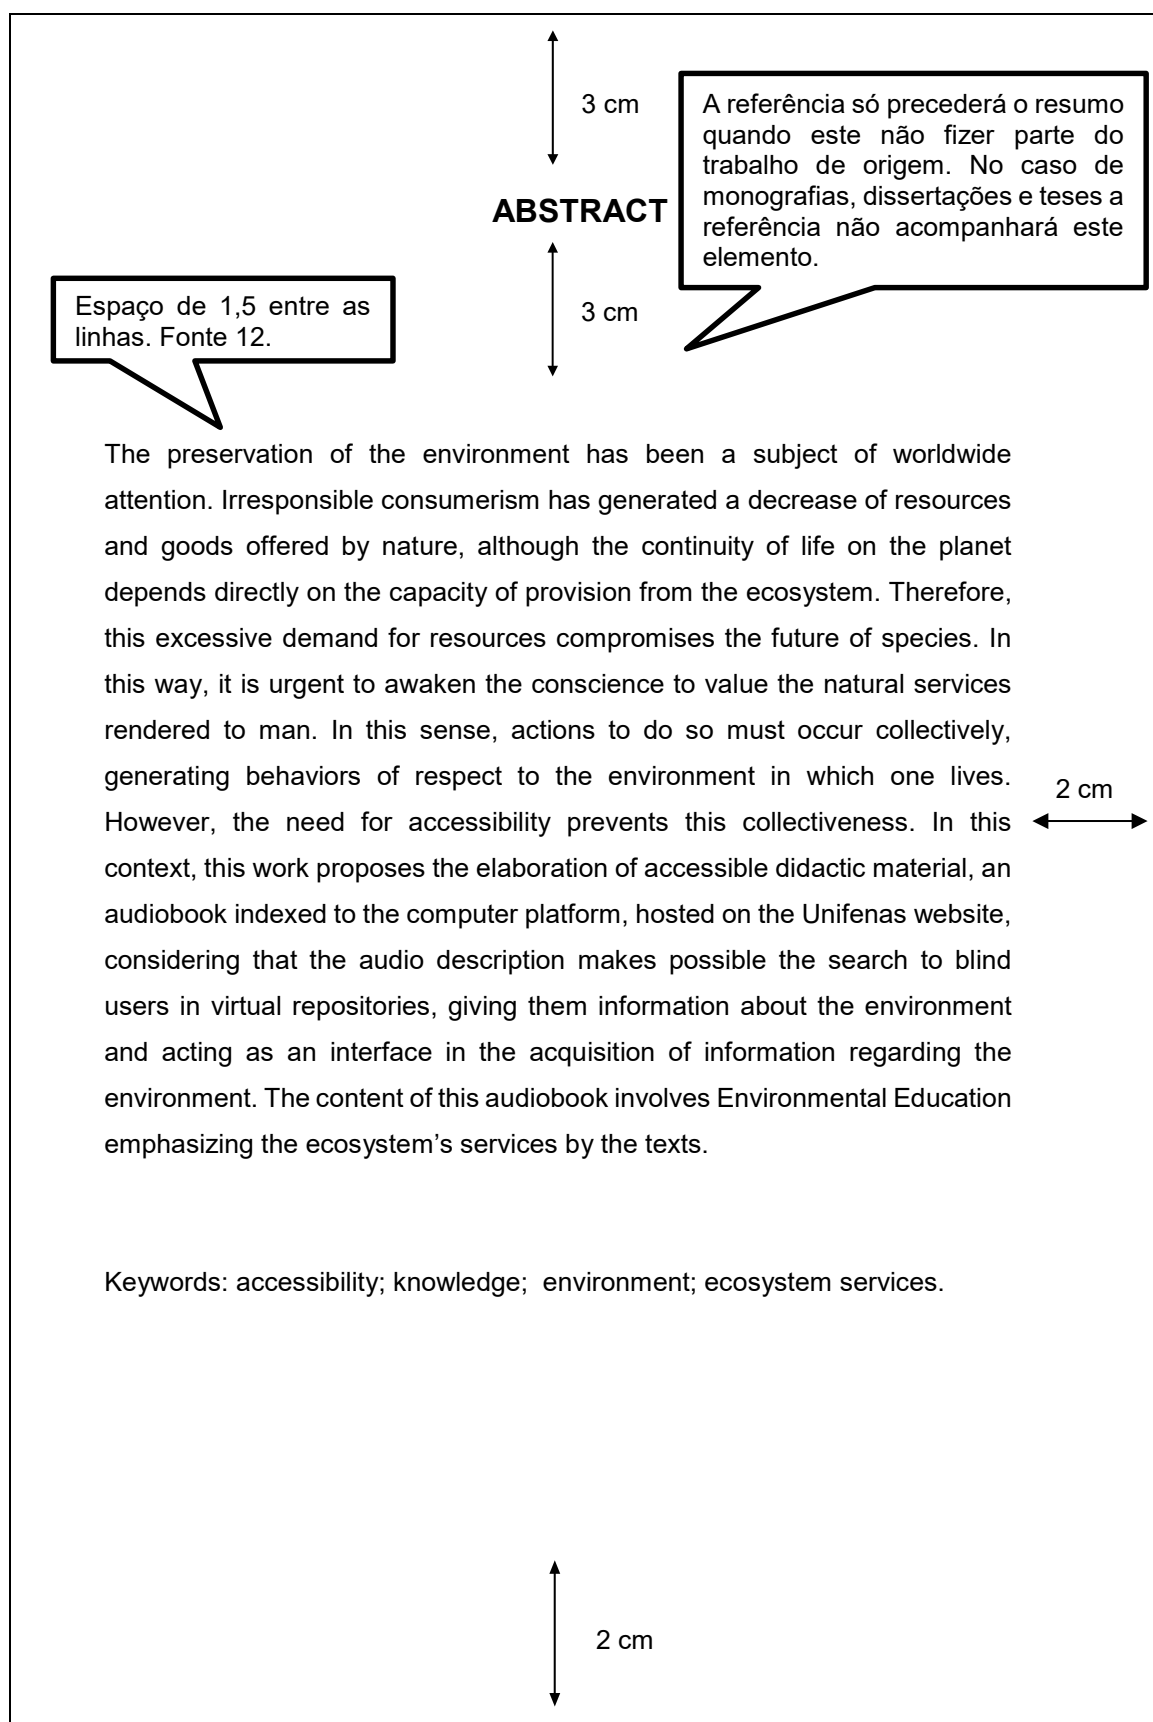 3 cm
A referência só precederá o resumo
quando este não fizer parte do
trabalho de origem. No caso de
monografias, dissertações e teses a
referência não acompanhará este
elemento.
ABSTRACT
3 cm
Espaço de 1,5 entre as
linhas. Fonte 12.
The preservation of the environment has been a subject of worldwide
attention. Irresponsible consumerism has generated a decrease of resources
and goods offered by nature, although the continuity of life on the planet
depends directly on the capacity of provision from the ecosystem. Therefore,
this excessive demand for resources compromises the future of species. In
this way, it is urgent to awaken the conscience to value the natural services
rendered to man. In this sense, actions to do so must occur collectively,
generating behaviors of respect to the environment in which one lives.
However, the need for accessibility prevents this collectiveness. In this
context, this work proposes the elaboration of accessible didactic material, an
audiobook indexed to the computer platform, hosted on the Unifenas website,
considering that the audio description makes possible the search to blind
users in virtual repositories, giving them information about the environment
and acting as an interface in the acquisition of information regarding the
environment. The content of this audiobook involves Environmental Education
emphasizing the ecosystem’s services by the texts.
2 cm
Keywords: accessibility; knowledge;  environment; ecosystem services.
2 cm